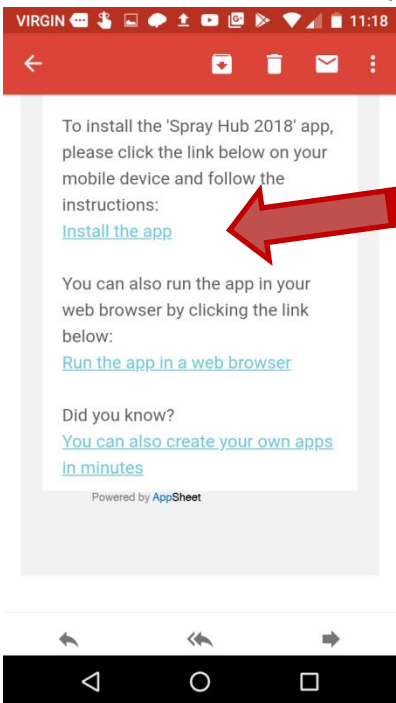 VIRGIN 11:18
To install the 'Spray Hub 2018' app,
please click the link below on your
mobile device and follow the
instructions:
Install the app
You can also run the app in your
web browser by clicking the link
below:
Run the app in a web browser
Did you know?
You can also create your own apps
in minutes
Powered by AppSheet